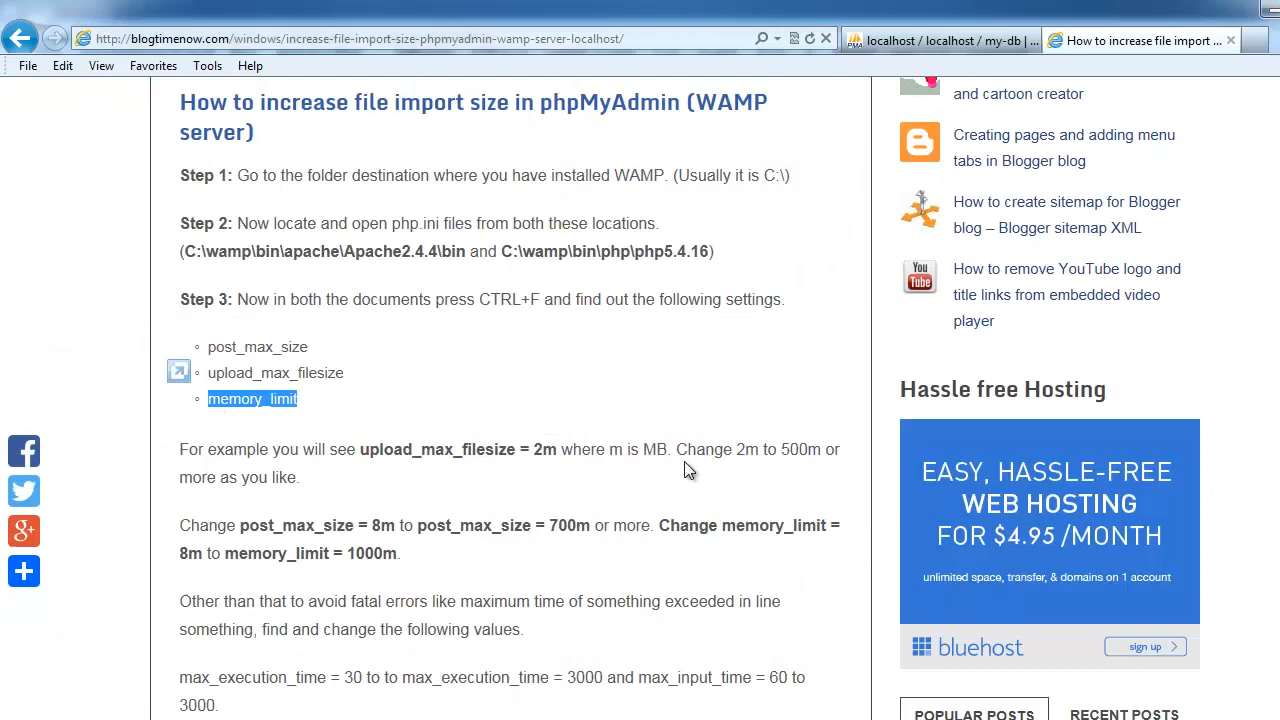 http://blogtimenow.com/windows/increase-file-import-size-phpmyadmin-wamp-server-localhost/
localhost / localhost / my-db | ...
How to increase file import ...
File Edit View Favorites Tools Help
How to increase file import size in phpMyAdmin (WAMP
server)
Step 1: Go to the folder destination where you have installed WAMP. (Usually it is C:\)
Step 2: Now locate and open php.ini files from both these locations.
(C:\wamp\bin\apache\Apache2.4.4\bin and C:\wamp\bin\php\php5.4.16)
Step 3: Now in both the documents press CTRL+F and find out the following settings.
◦ post_max_size
◦ upload_max_filesize
◦ memory_limit
For example you will see upload_max_filesize = 2m where m is MB. Change 2m to 500m or
more as you like.
Change post_max_size = 8m to post_max_size = 700m or more. Change memory_limit =
8m to memory_limit = 1000m.
Other than that to avoid fatal errors like maximum time of something exceeded in line
something, find and change the following values.
max_execution_time = 30 to to max_execution_time = 3000 and max_input_time = 60 to
3000.
and cartoon creator
Creating pages and adding menu
tabs in Blogger blog
How to create sitemap for Blogger
blog – Blogger sitemap XML
You
Tube
How to remove YouTube logo and
title links from embedded video
player
Hassle free Hosting
EASY, HASSLE-FREE
WEB HOSTING
FOR $4.95 /MONTH
unlimited space, transfer, & domains on 1 account
bluehost
sign up
POPULAR POSTS
RECENT POSTS